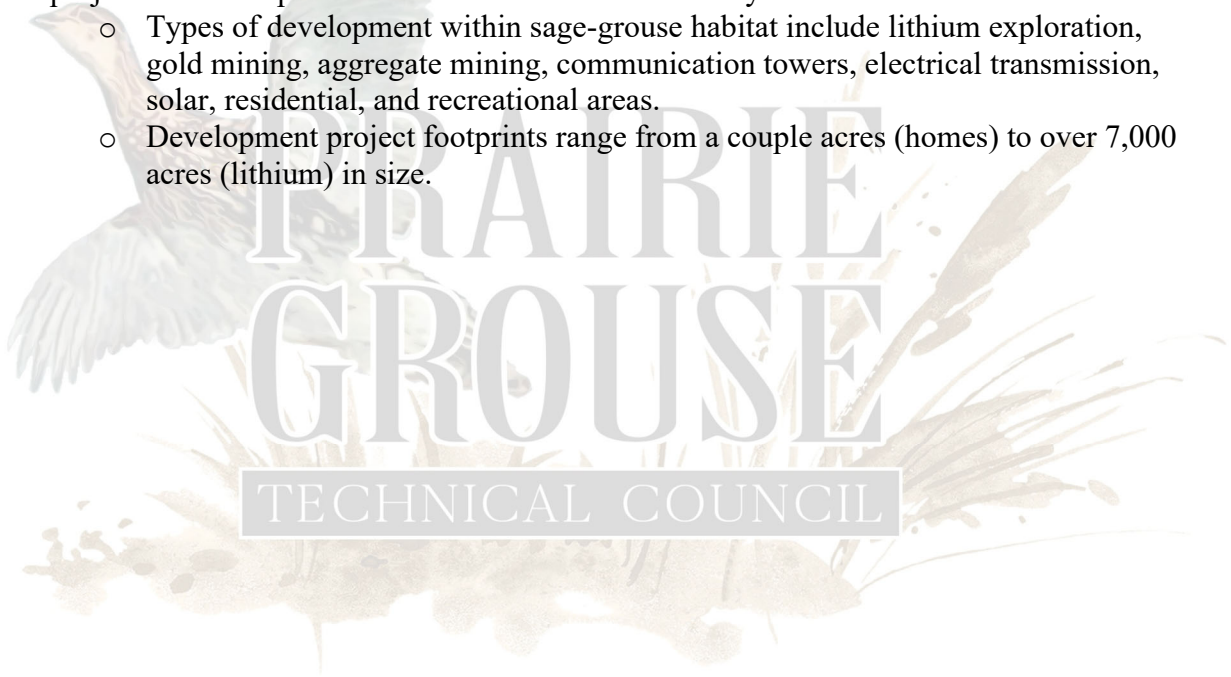 o Types of development within sage-grouse habitat include lithium exploration,
gold mining, aggregate mining, communication towers, electrical transmission,
solar, residential, and recreational areas.
o Development project footprints range from a couple acres (homes) to over 7,000
acres (lithium) in size.
PRAIRIE
GROUSE
TECHNICAL COUNCIL